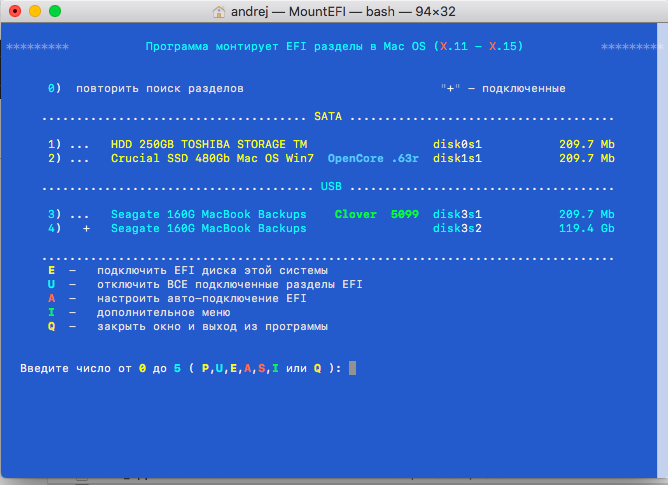 andrej — MountEFI — bash — 94×32
********* Программа монтирует EFI разделы в Mac OS (X.11 - X.15) *********
0) повторить поиск разделов "+" - подключенные
..................................... SATA ......................................
1) ... HDD 250GB TOSHIBA STORAGE TM disk0s1 209.7 Mb
2) ... Crucial SSD 480Gb Mac OS Win7 OpenCore .63r disk1s1 209.7 Mb
...................................... USB ......................................
3) ... Seagate 160G MacBook Backups Clover 5099 disk3s1 209.7 Mb
4) + Seagate 160G MacBook Backups disk3s2 119.4 Gb
..................................................................................
E - подключить EFI диска этой системы
U - отключить ВСЕ подключенные разделы EFI
A - настроить авто-подключение EFI
I - дополнительное меню
Q - закрыть окно и выход из программы
Введите число от 0 до 5 ( P,U,E,A,S,I или Q ):